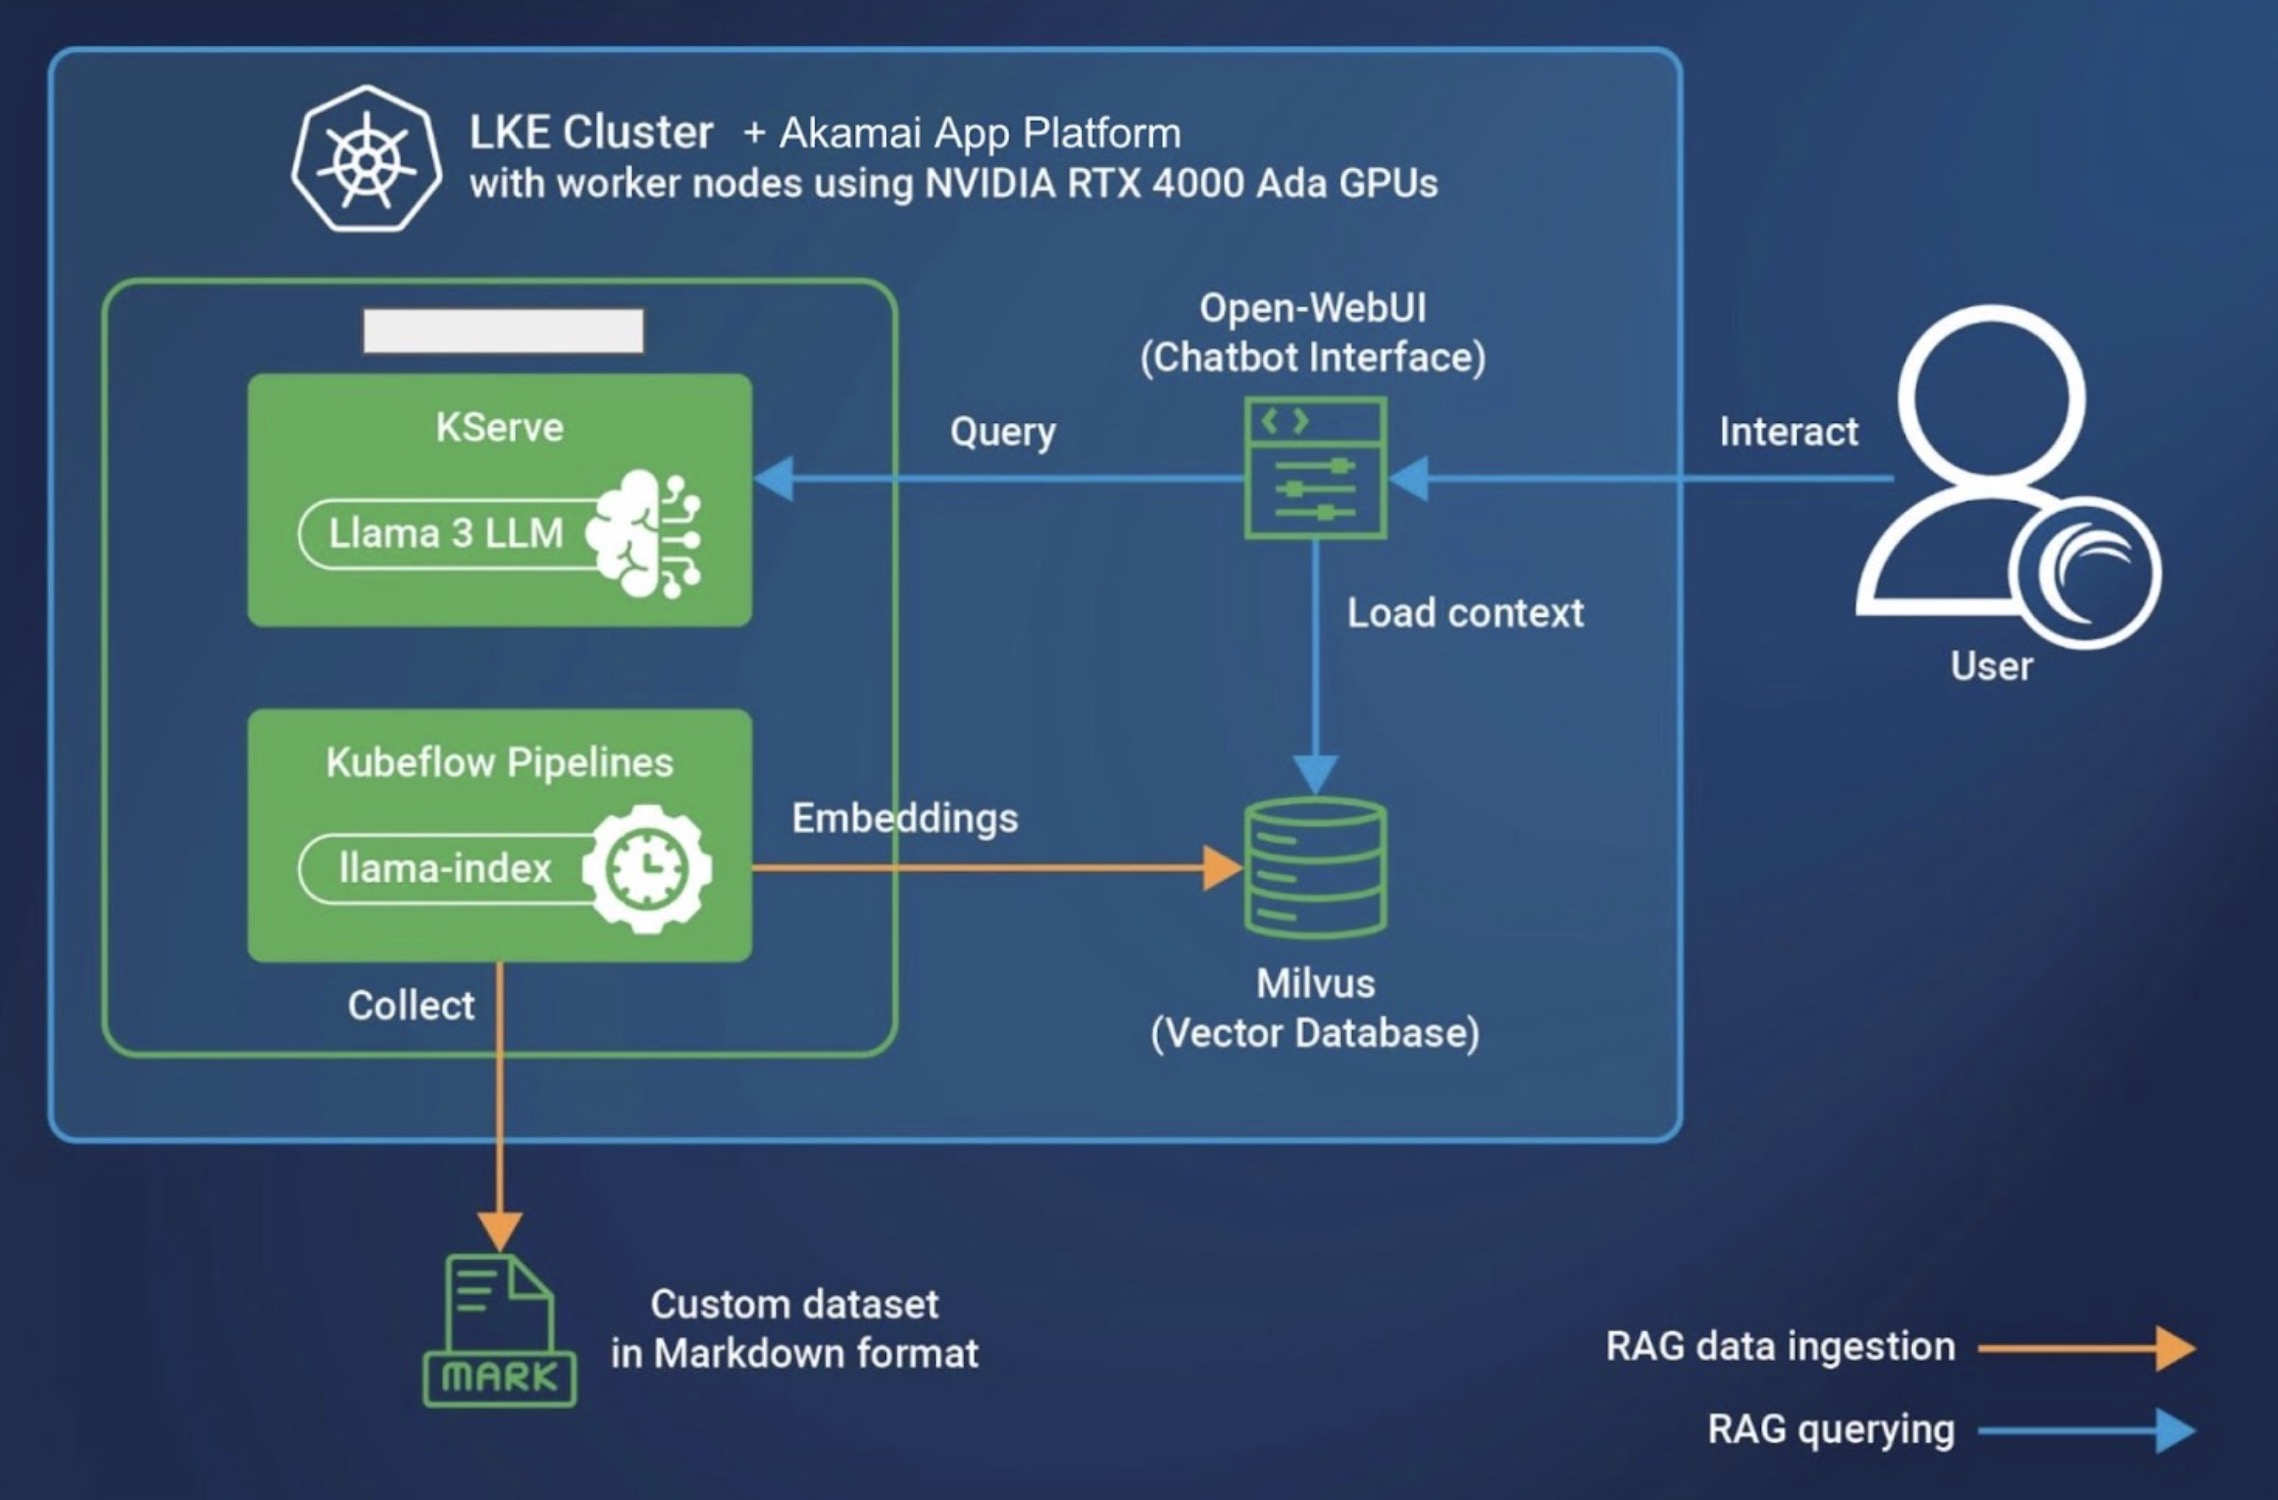 LKE Cluster + Akamai App Platform
with worker nodes using NVIDIA RTX 4000 Ada GPUs
KServe
Llama 3 LLM
Query
Open-WebUI
(Chatbot Interface)
Interact
User
Load context
Kubeflow Pipelines
llama-index
Embeddings
Collect
Milvus
(Vector Database)
MARK
Custom dataset
in Markdown format
RAG data ingestion
RAG querying